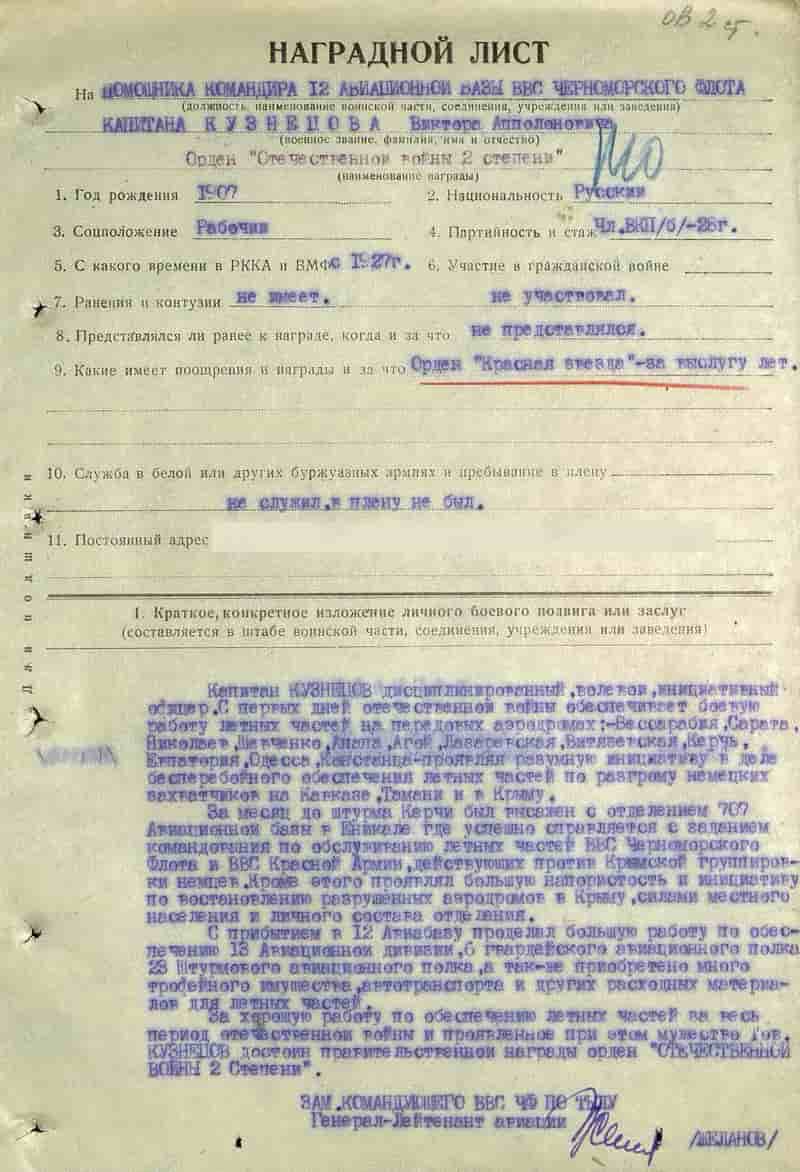 ОВ 2 ст.
НАГРАДНОЙ ЛИСТ
На ПОМОЩНИКА КОМАНДИРА 12 АВИАЦИОННОЙ БАЗЫ ВВС ЧЕРНОМОРСКОГО ФЛОТА
(должность, наименование воинской части, соединения, учреждения или заведения)
КАПИТАНА КУЗНЕЦОВА Виктора Апполоновича
(военное звание, фамилия, имя и отчество)
Орден "Отечественной войны 2 степени"
(наименование награды)
1. Год рождения 1907 2. Национальность Русский
3. Соцположение Рабочий 4. Партийность и стаж Чл.ВКП/б/-28г.
5. С какого времени в РККА и ВМФ с 1927г. 6. Участие в гражданской войне
7. Ранения и контузии не имеет. не участвовал.
8. Представлялся ли ранее к награде, когда и за что не представлялся.
9. Какие имеет поощрения и награды и за что Орден "Красная звезда"-за выслугу лет.
10. Служба в белой или других буржуазных армиях и пребывание в плену
не служил,в плену не был.
11. Постоянный адрес
1. Краткое, конкретное изложение личного боевого подвига или заслуг
(составляется в штабе воинской части, соединения, учреждения или заведения)
Капитан КУЗНЕЦОВ дисциплинированный,волевой,инициативный
офицер.С первых дней отечественной войны обеспечивает боевую
работу летных частей на передовых аэродромах:-Бессарабия,Сарата,
Николаев,Шевченко,Анапа,Агой,Лазаревская,Витязевская,Керчь,
Евпатория,Одесса,Констанца-проявляя разумную инициативу в деле
бесперебойного обеспечения летных частей по разгрому немецких
захватчиков на Кавказе,Тамани и в Крыму.
За месяц до штурма Керчи был высажен с отделением 707
Авиационной базы в Еникале где успешно справляется с заданием
командования по обслуживанию летных частей ВВС Черноморского
Флота и ВВС Красной Армии,действующих против Крымской группиров-
ки немцев.Кроме этого проявлял большую напористость и инициативу
по востановлению разрушенных аэродромов в Крыму,силами местного
населения и личного состава отделения.
С прибытием в 12 Авиабазу проделал большую работу по обес-
печению 13 Авиационной дивизии,6 гвардейского авиационного полка
23 Штурмового авиационного полка,а так-же приобретено много
трофейного имущества,автотранспорта и других расходных материа-
лов для летных частей.
За хорошую работу по обеспечению летных частей за весь
период отечественной войны и проявленное при этом мужество тов.
КУЗНЕЦОВ достоин правительственной награды орден "ОТЕЧЕСТВЕННОЙ
ВОЙНЫ 2 Степени".
ЗАМ.КОМАНДУЮЩЕГО ВВС ЧФ ПО ТЫЛУ
Генерал-Лейтенант авиации
/ЖДАНОВ/